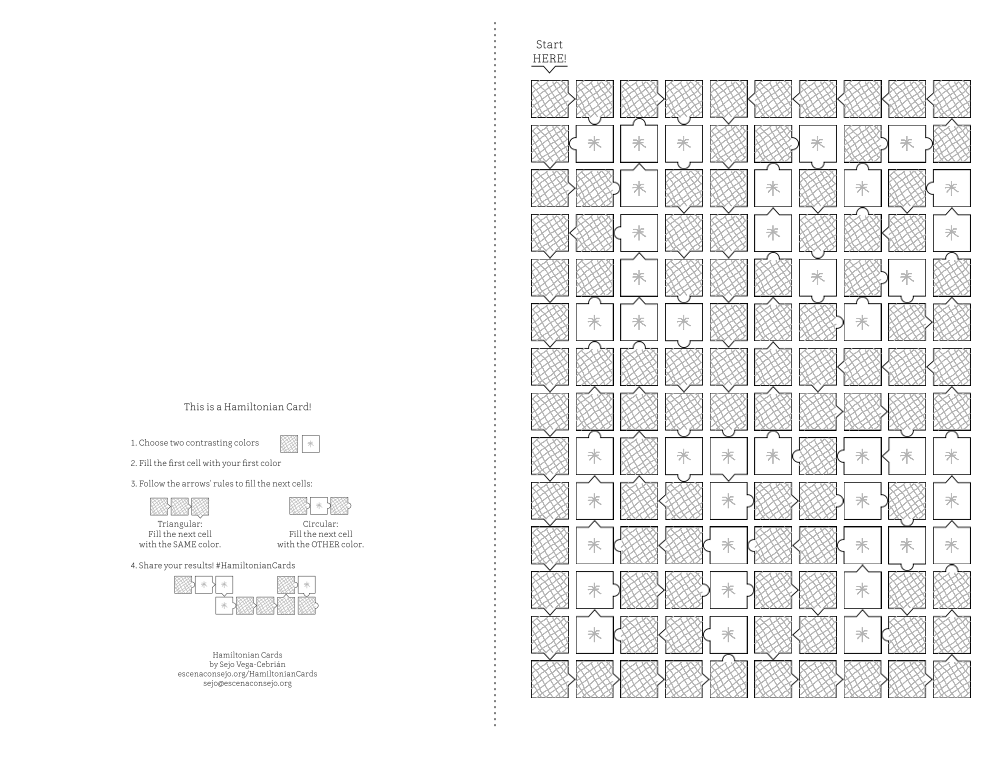 Start
HERE!
This is a Hamiltonian Card!
1. Choose two contrasting colors
2. Fill the first cell with your first color
3. Follow the arrows' rules to fill the next cells:
Triangular:
Fill the next cell
with the SAME color.
Circular:
Fill the next cell
with the OTHER color.
4. Share your results! #HamiltonianCards
Hamiltonian Cards
by Sejo Vega-Cebrián
escenaconsejo.org/HamiltonianCards
sejo@escenaconsejo.org